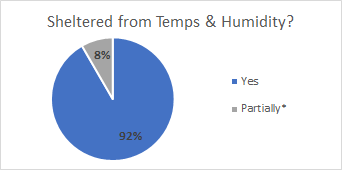 Sheltered from Temps & Humidity?
8%
Yes
Partially*
92%